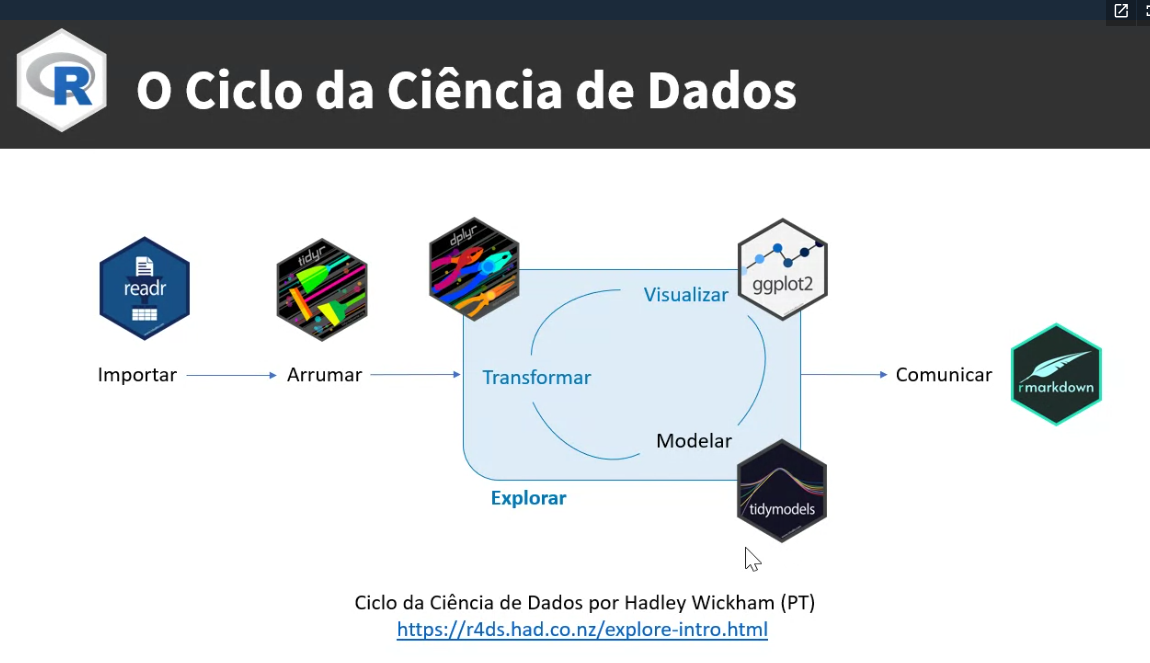 R
O Ciclo da Ciência de Dados
readr
tidyr
dplyr
ggplot2
Visualizar
Importar
Arrumar
Transformar
Comunicar
rmarkdown
Modelar
Explorar
tidymodels
Ciclo da Ciência de Dados por Hadley Wickham (PT)
https://r4ds.had.co.nz/explore-intro.html